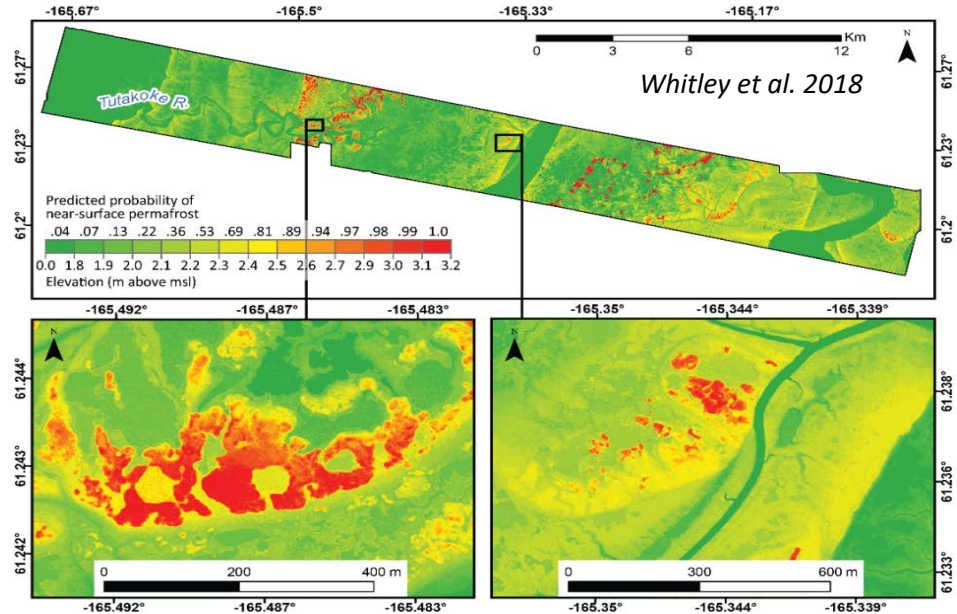 -165.67° -165.5° -165.33° -165.17°
N
0 3 6 12
Km
Whitley et al. 2018
61.27° 61.27°
Tutakoke R.
61.23° 61.23°
61.2° 61.2°
Predicted probability of
near-surface permafrost
.04 .07 .13 .22 .36 .53 .69 .81 .89 .94 .97 .98 .99 1.0
0.0 1.8 1.9 2.0 2.1 2.2 2.3 2.4 2.5 2.6 2.7 2.9 3.0 3.1 3.2
Elevation (m above msl)
-165.492° -165.487° -165.483°
N
61.244°
61.243°
61.242°
0 200 400 m
-165.492° -165.487° -165.483°
-165.35° -165.344° -165.339°
N
61.238°
61.236°
61.233°
0 300 600 m
-165.35° -165.344° -165.339°